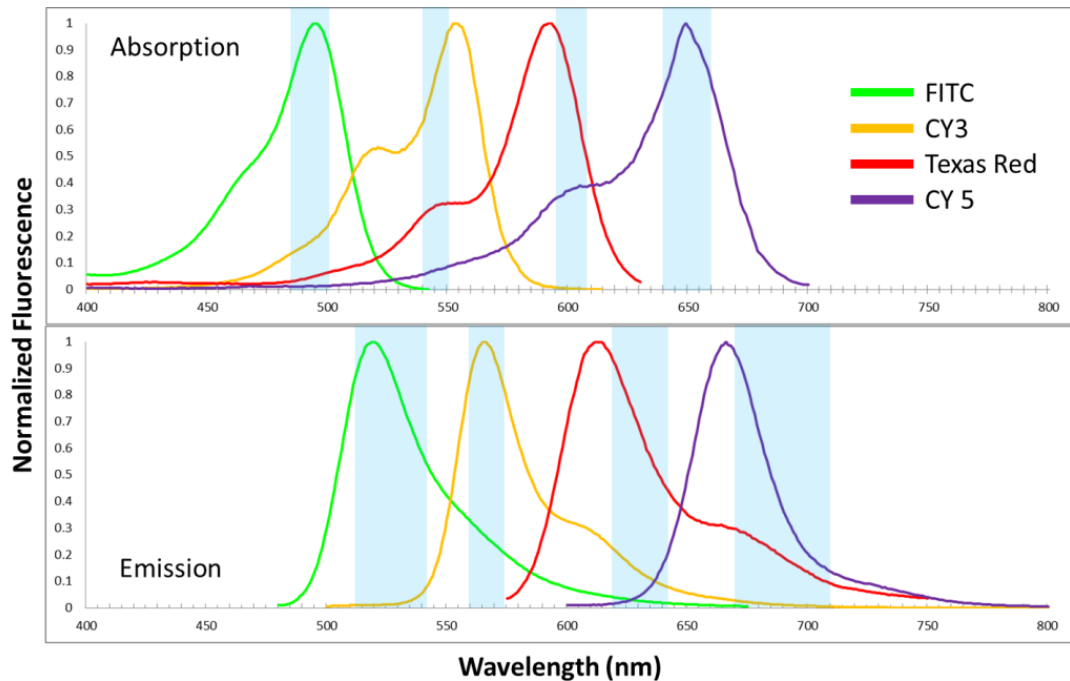 Normalized Fluorescence
Absorption
1
0.9
0.8
0.7
0.6
0.5
0.4
0.3
0.2
0.1
0
400 450 500 550 600 650 700 750 800
FITC
CY3
Texas Red
CY 5
Emission
1
0.9
0.8
0.7
0.6
0.5
0.4
0.3
0.2
0.1
0
400 450 500 550 600 650 700 750 800
Wavelength (nm)